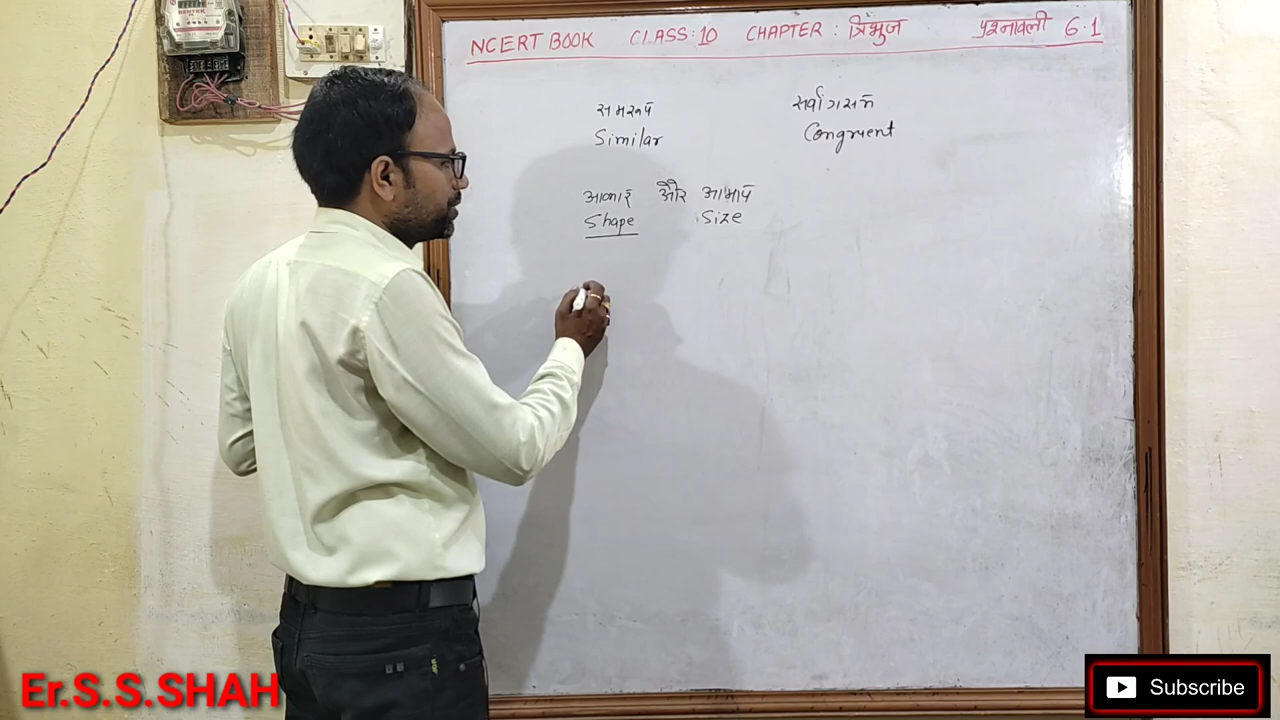 NCERT BOOK CLASS: 10 CHAPTER : त्रिभुज प्रश्नावली 6.1
समरूप सर्वांगसम
Similar Congruent
आकार और आमाप
Shape Size
Er.S.S.SHAH
Subscribe